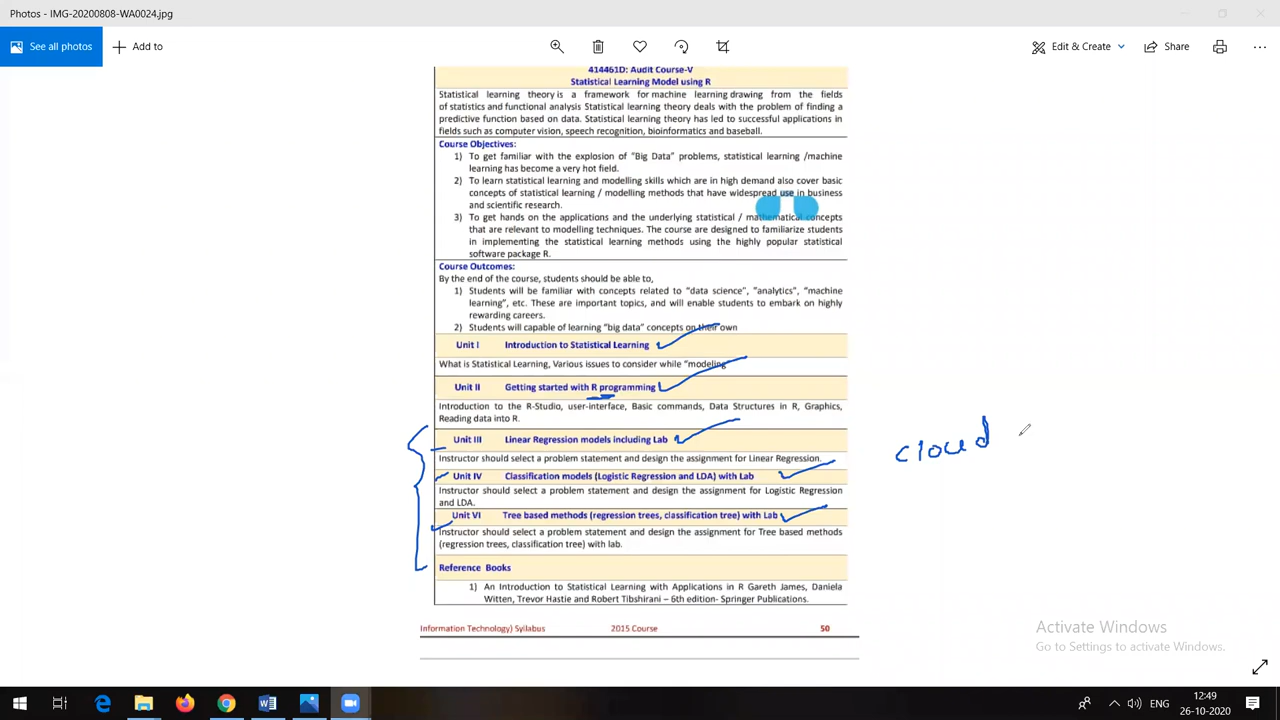 Photos - IMG-20200808-WA0024.jpg
See all photos
Add to
Edit & Create
Share
414461D: Audit Course-V
Statistical Learning Model using R
Statistical learning theory is a framework for machine learning drawing from the fields
of statistics and functional analysis Statistical learning theory deals with the problem of finding a
predictive function based on data. Statistical learning theory has led to successful applications in
fields such as computer vision, speech recognition, bioinformatics and baseball.
Course Objectives:
1) To get familiar with the explosion of "Big Data" problems, statistical learning /machine
learning has become a very hot field.
2) To learn statistical learning and modelling skills which are in high demand also cover basic
concepts of statistical learning / modelling methods that have widespread use in business
and scientific research.
3) To get hands on the applications and the underlying statistical / mathematical concepts
that are relevant to modelling techniques. The course are designed to familiarize students
in implementing the statistical learning methods using the highly popular statistical
software package R.
Course Outcomes:
By the end of the course, students should be able to,
1) Students will be familiar with concepts related to "data science", "analytics", "machine
learning", etc. These are important topics, and will enable students to embark on highly
rewarding careers.
2) Students will capable of learning "big data" concepts on their own
Unit I Introduction to Statistical Learning
What is Statistical Learning, Various issues to consider while "modeling"
Unit II Getting started with R programming
Introduction to the R-Studio, user-interface, Basic commands, Data Structures in R, Graphics,
Reading data into R.
Unit III Linear Regression models including Lab
Instructor should select a problem statement and design the assignment for Linear Regression.
Unit IV Classification models (Logistic Regression and LDA) with Lab
Instructor should select a problem statement and design the assignment for Logistic Regression
and LDA.
Unit VI Tree based methods (regression trees, classification tree) with Lab
Instructor should select a problem statement and design the assignment for Tree based methods
(regression trees, classification tree) with lab.
Reference Books
1) An Introduction to Statistical Learning with Applications in R Gareth James, Daniela
Witten, Trevor Hastie and Robert Tibshirani – 6th edition- Springer Publications.
Information Technology) Syllabus 2015 Course 50
cloud
Activate Windows
Go to Settings to activate Windows.
ENG
12:49
26-10-2020